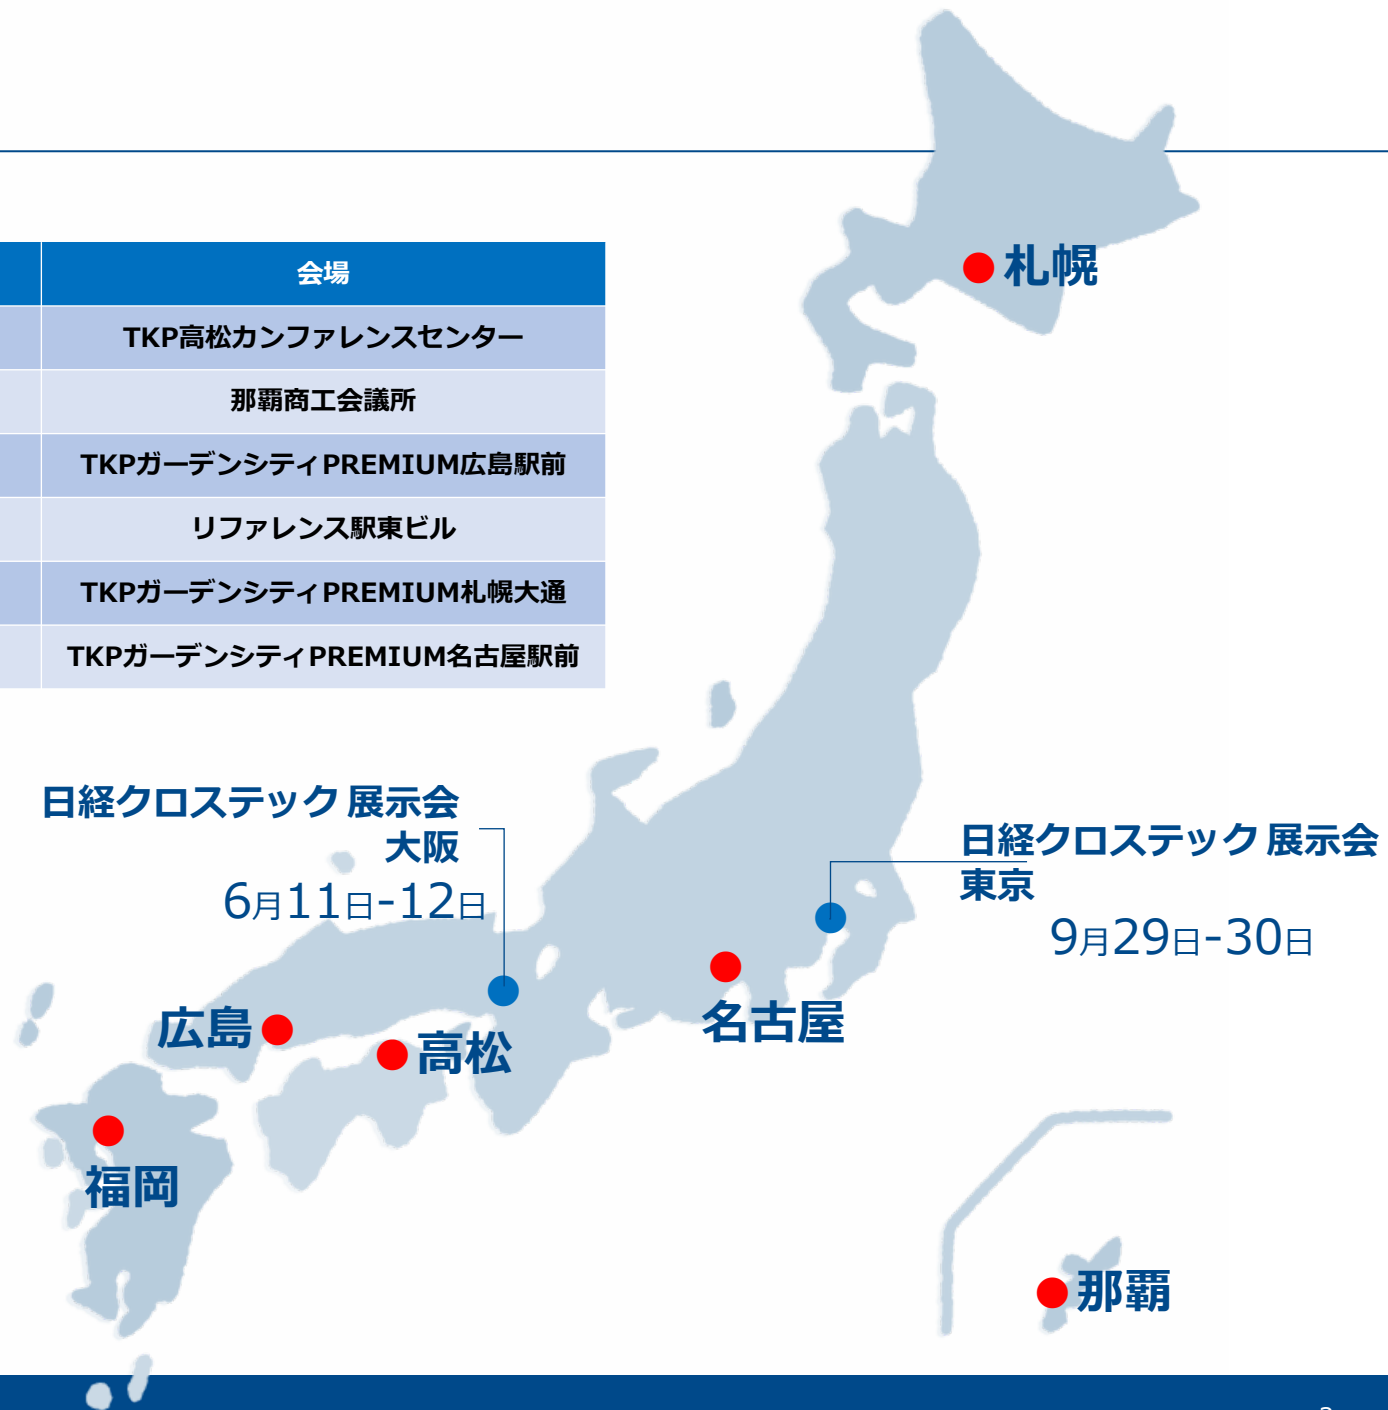 会場
TKP高松カンファレンスセンター
那覇商工会議所
TKPガーデンシティPREMIUM広島駅前
リファレンス駅東ビル
TKPガーデンシティPREMIUM札幌大通
TKPガーデンシティPREMIUM名古屋駅前
札幌
日経クロステック 展示会
大阪
6月11日-12日
日経クロステック 展示会
東京
9月29日-30日
名古屋
広島
高松
福岡
那覇